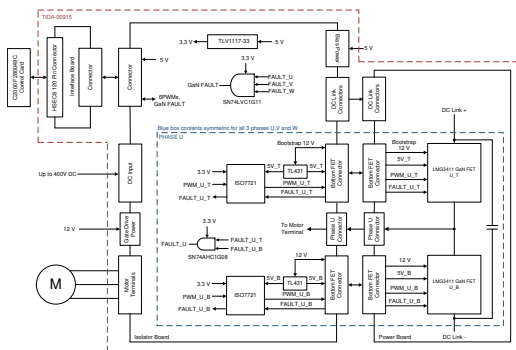 TIDA-00915
C2000 F280049C
Control Card
HSEC8 120 Pin Connector
Interface Board
Connector
Connector
5 V
6PWMs,
GaN FAULT
3.3 V
TLV1117-33
5 V
3.3 V
GaN FAULT
FAULT_U
FAULT_V
FAULT_W
SN74LVC1G11
Bias Power
5 V
DC Link
Connectors
DC Link
Connectors
DC Link +
Blue box contents symmetric for all 3 phases U,V and W
PHASE U
Up to 400V DC
DC Input
12 V
Gate Drive
Power
M
Motor
Terminals
Bootstrap 12 V
3.3 V
PWM_U_T
FAULT_U_T
ISO7721
5V_T
TL431
5V_T
PWM_U_T
FAULT_U_T
Bottom FET
Connector
Bottom FET
Connector
Bootstrap
12 V
5V_T
PWM_U_T
FAULT_U_T
LMG3411 GaN FET
U_T
3.3 V
FAULT_U
FAULT_U_T
FAULT_U_B
SN74AHC1G08
To Motor
Terminal
Phase U
Connector
Phase U
Connector
12 V
3.3 V
PWM_U_B
FAULT_U_B
ISO7721
5V_B
TL431
5V_B
PWM_U_B
FAULT_U_B
Bottom FET
Connector
Bottom FET
Connector
12 V
5V_B
PWM_U_B
FAULT_U_B
LMG3411 GaN FET
U_B
Isolator Board
Power Board
DC Link -